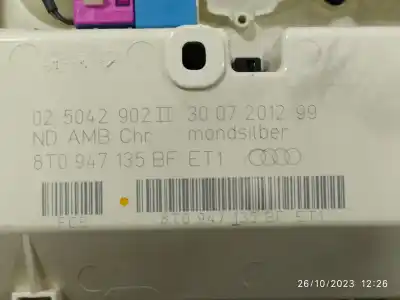 02 5042 902 II 30 07 2012 99
ND AMB Chr mondsilber
8T0 947 135 BF ET1
8T0 947 135 BF ET1
26/10/2023 12:26